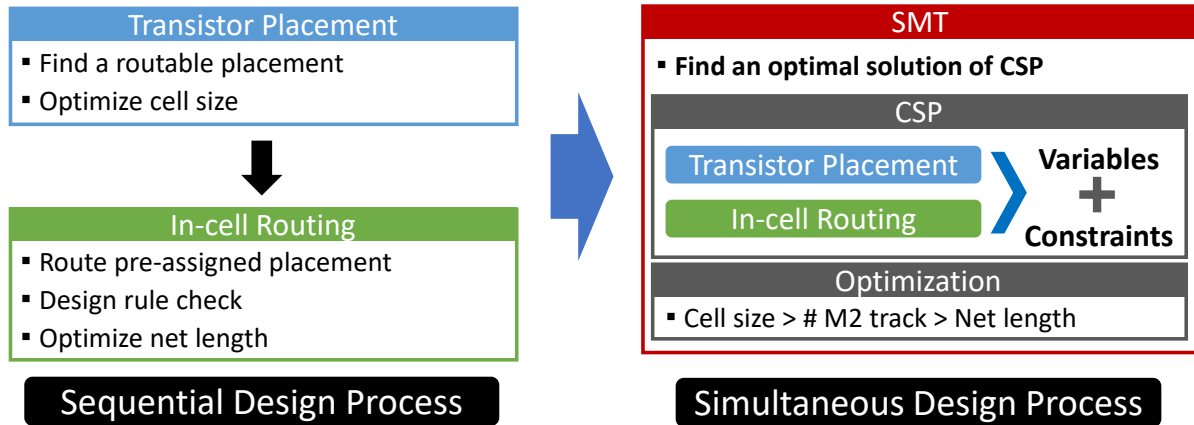 Transistor Placement
▪ Find a routable placement
▪ Optimize cell size
In-cell Routing
▪ Route pre-assigned placement
▪ Design rule check
▪ Optimize net length
Sequential Design Process
SMT
▪ Find an optimal solution of CSP
CSP
Transistor Placement
In-cell Routing
Variables
+
Constraints
Optimization
▪ Cell size > # M2 track > Net length
Simultaneous Design Process